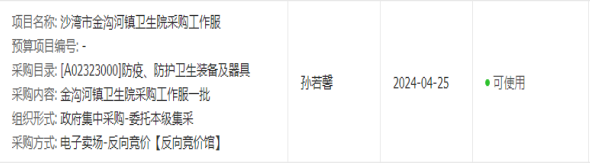 项目名称: 沙湾市金沟河镇卫生院采购工作服
预算项目编号: -
采购目录: [A02323000]防疫、防护卫生装备及器具
采购内容: 金沟河镇卫生院采购工作服一批
组织形式: 政府集中采购-委托本级集采
采购方式: 电子卖场-反向竞价【反向竞价馆】
孙若馨
2024-04-25
可使用